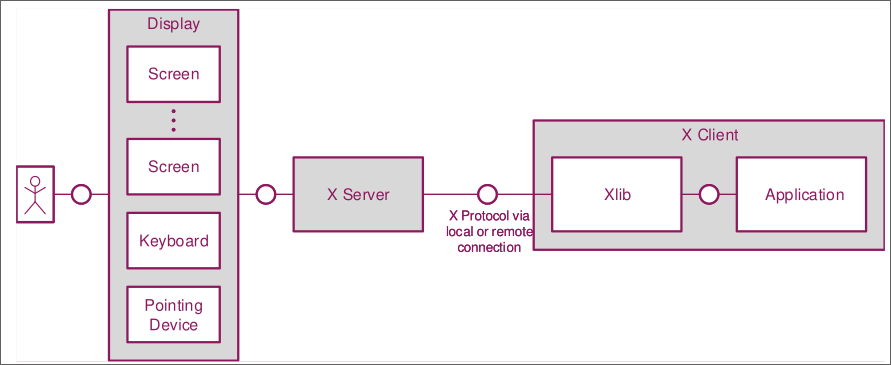 Display
Screen
Screen
Keyboard
Pointing
Device
X Server
X Protocol via
local or remote
connection
X Client
Xlib
Application